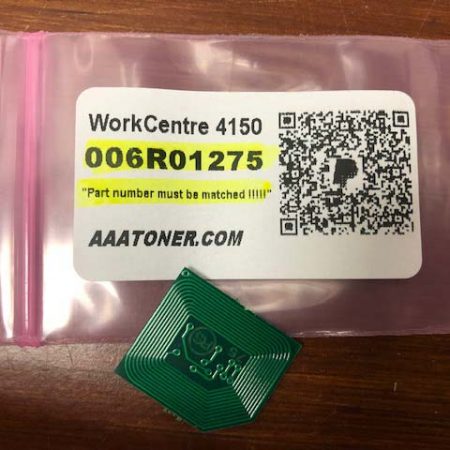 WorkCentre 4150
006R01275
"Part number must be matched !!!!!"
AAATONER.COM